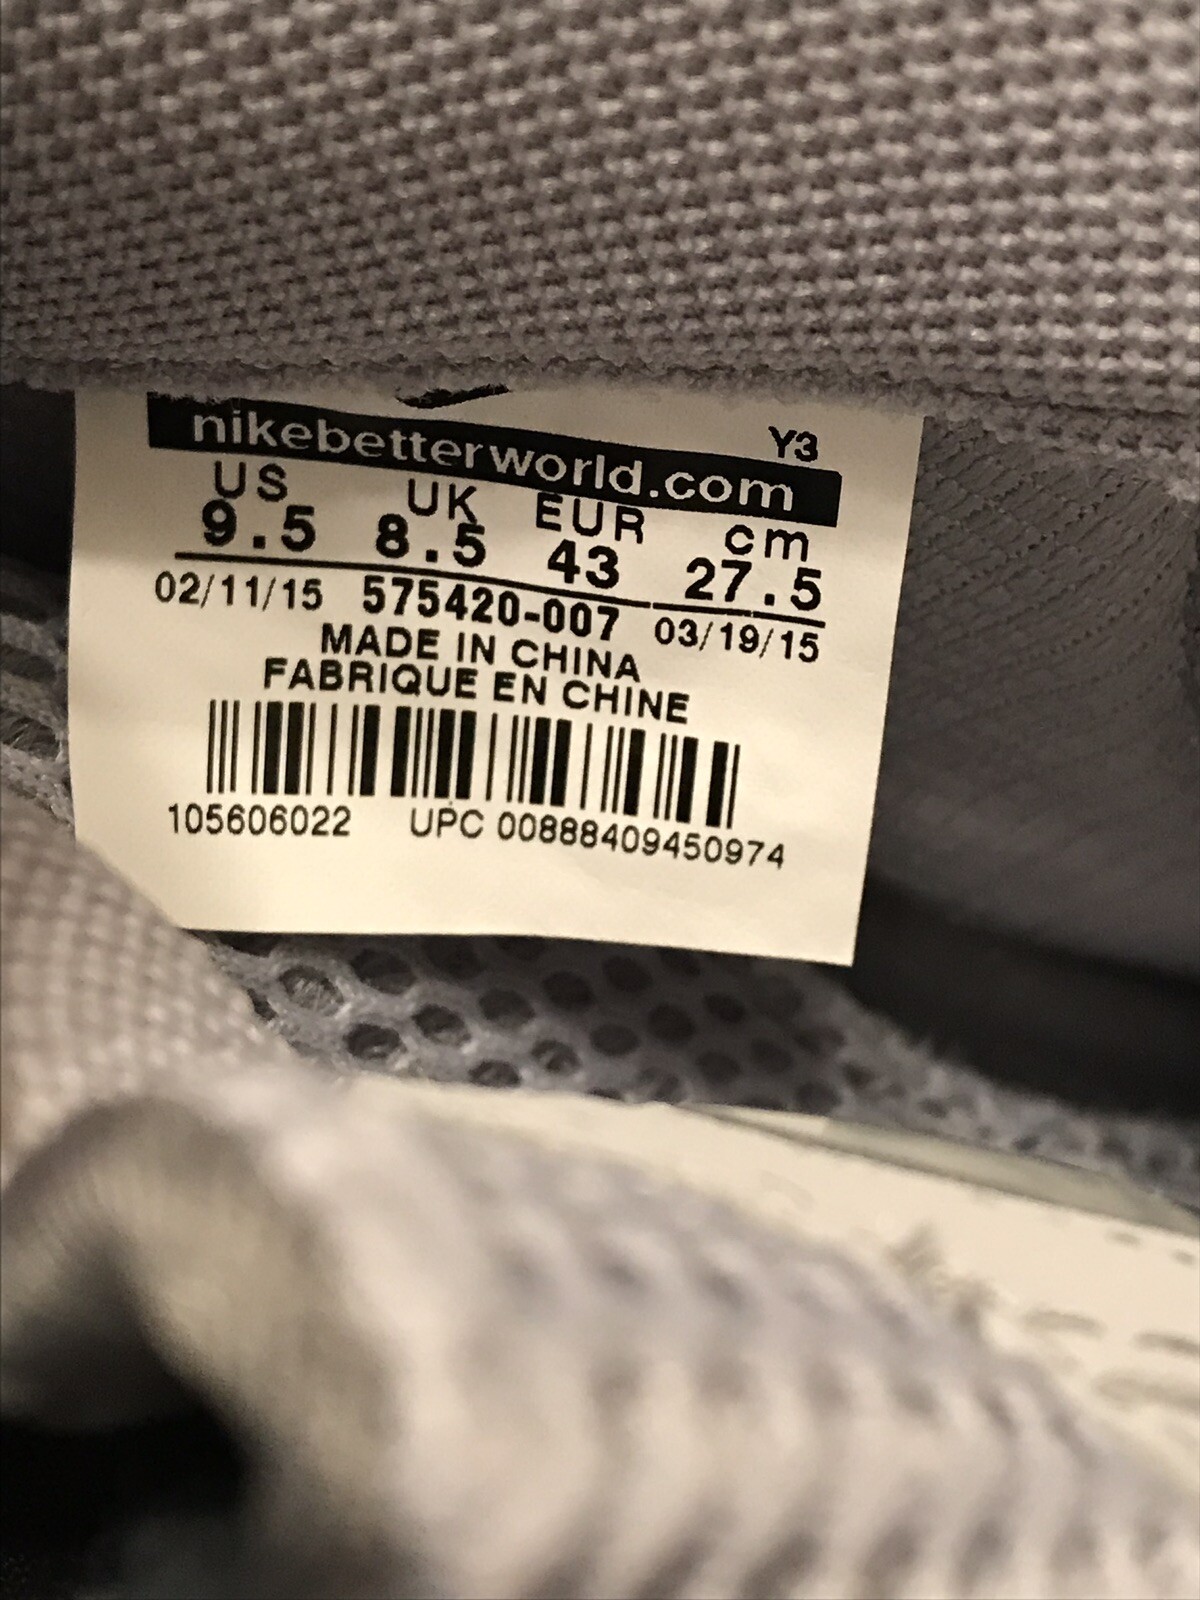 Y3
nikebetterworld.com
US UK EUR cm
9.5 8.5 43 27.5
02/11/15 575420-007 03/19/15
MADE IN CHINA
FABRIQUE EN CHINE
105606022 UPC 00888409450974